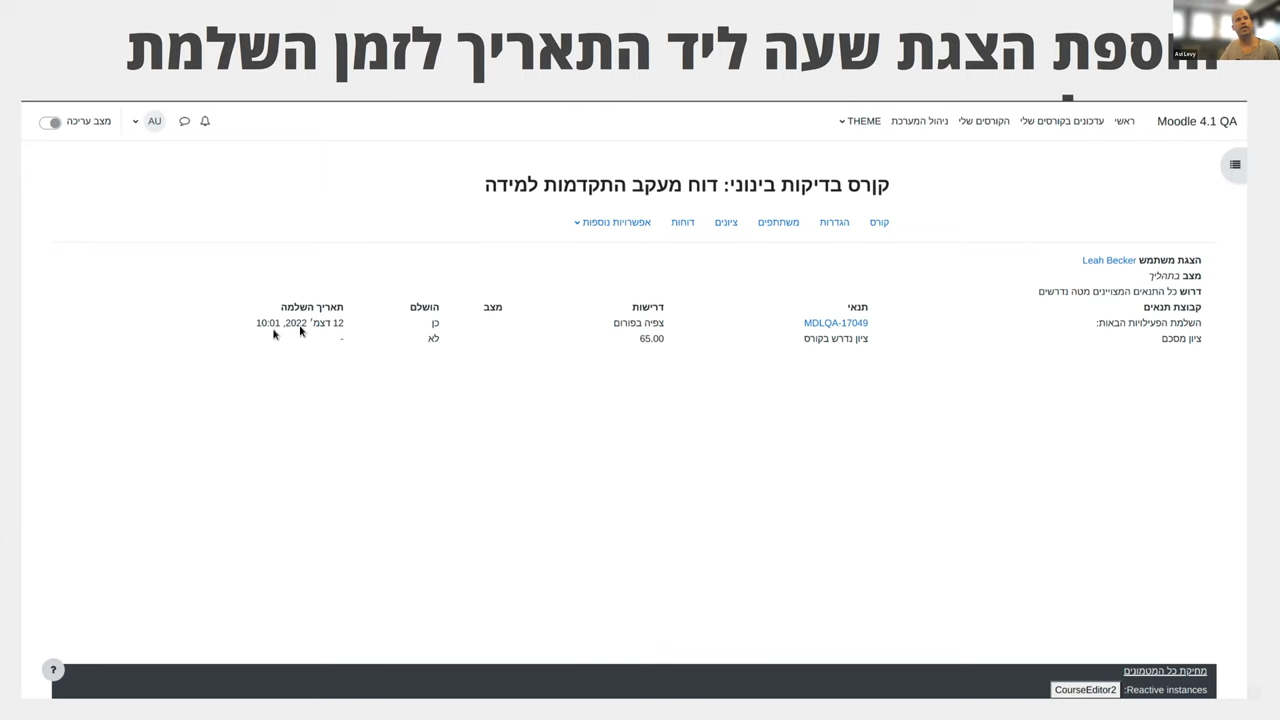 הצגת שעה ליד התאריך לזמן השלמת
Avi Levy
Moodle 4.1 QA
ראשי
עדכונים בקורסים שלי
הקורסים שלי
ניהול המערכת
THEME
AU
מצב עריכה
קורס בדיקות בינוני: דוח מעקב התקדמות למידה
קורס
הגדרות
משתתפים
ציונים
דוחות
אפשרויות נוספות
הצגת משתמש Leah Becker
מצב בתהליך
דרוש כל התנאים המצויינים מטה נדרשים
קבוצת תנאים תנאי דרישות מצב הושלם תאריך השלמה
השלמת הפעילויות הבאות: MDLQA-17049 צפיה בפורום כן 12 דצמ׳ 2022, 10:01
ציון מסכם ציון נדרש בקורס 65.00 לא -
?
מחיקת כל המטמונים
Reactive instances: CourseEditor2